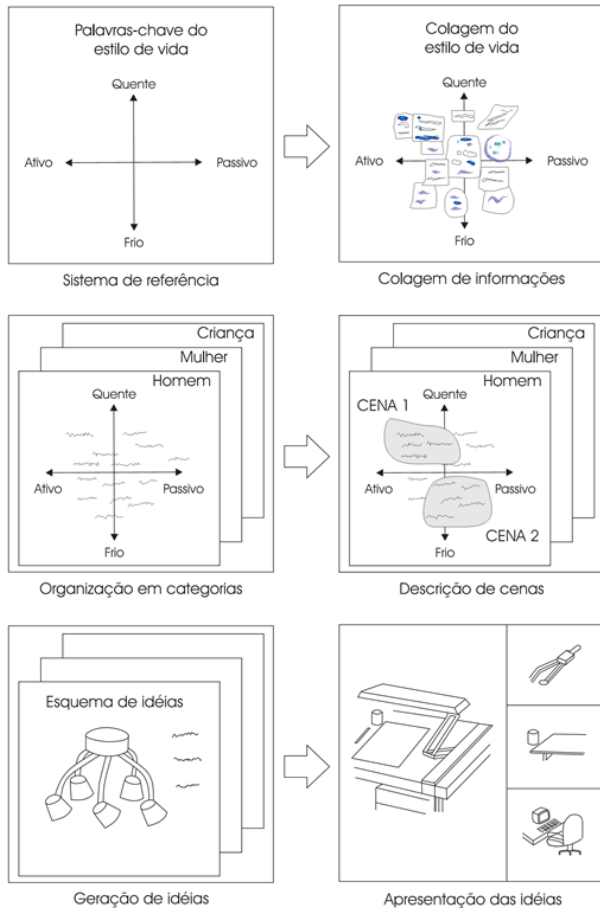 Palavras-chave do
estilo de vida
Quente
Ativo
Passivo
Frio
Sistema de referência
Colagem do
estilo de vida
Quente
Ativo
Passivo
Frio
Colagem de informações
Criança
Mulher
Homem
Quente
Ativo
Passivo
Frio
Organização em categorias
Criança
Mulher
Homem
CENA 1
Quente
Ativo
Passivo
CENA 2
Frio
Descrição de cenas
Esquema de idéias
Geração de idéias
Apresentação das idéias